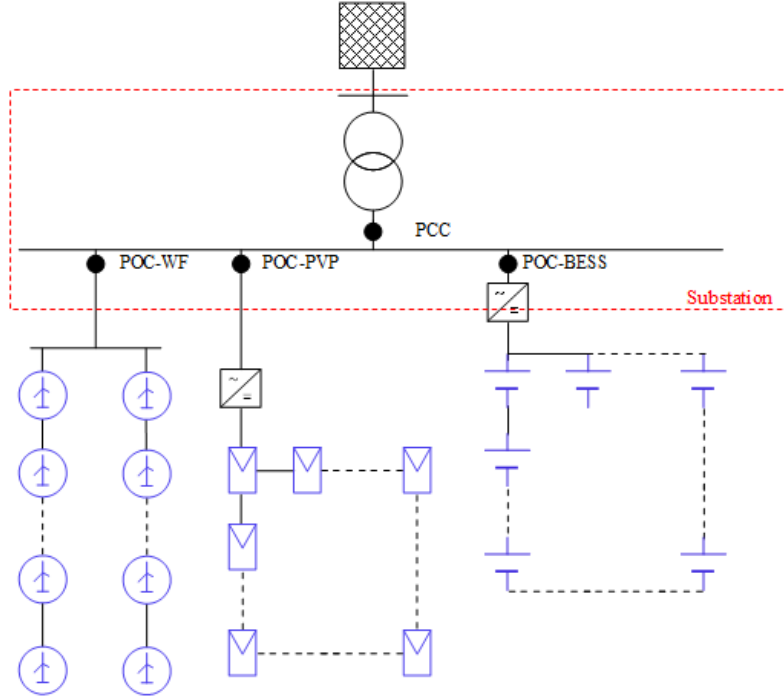 PCC
POC-WF
POC-PVP
POC-BESS
~
=
Substation
~
=